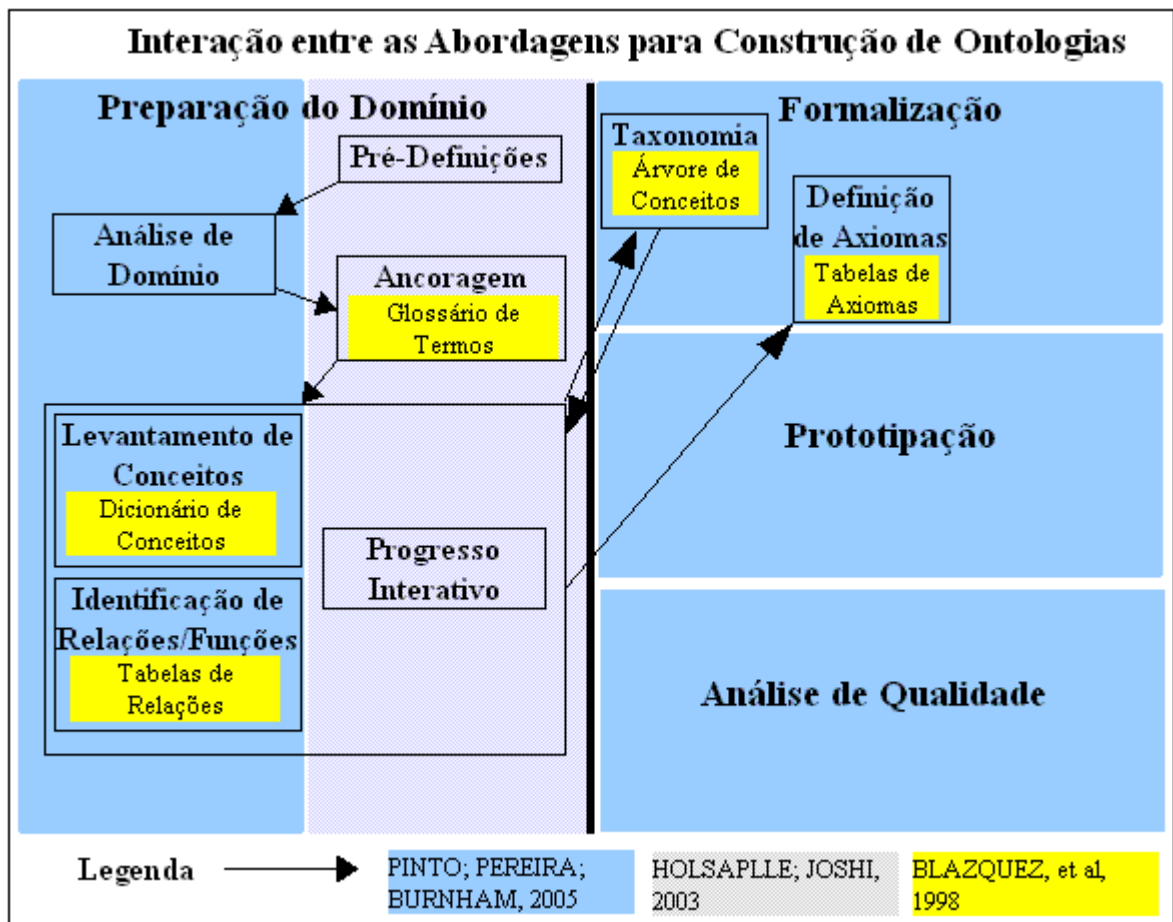 Interação entre as Abordagens para Construção de Ontologias
Preparação do Domínio
Pré-Definições
Análise de
Domínio
Ancoragem
Glossário de
Termos
Levantamento de
Conceitos
Dicionário de
Conceitos
Identificação de
Relações/Funções
Tabelas de
Relações
Progresso
Interativo
Formalização
Taxonomia
Árvore de
Conceitos
Definição
de Axiomas
Tabelas de
Axiomas
Prototipação
Análise de Qualidade
Legenda
PINTO; PEREIRA;
BURNHAM, 2005
HOLSAPLLE; JOSHI,
2003
BLAZQUEZ, et al,
1998